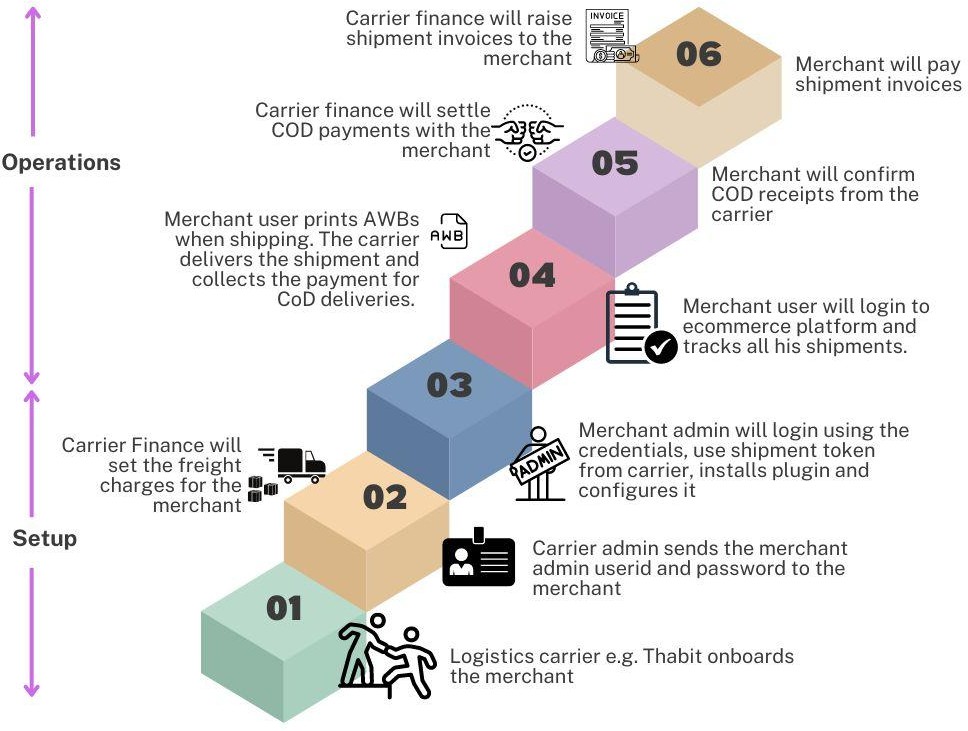 Carrier finance will raise
shipment invoices to the
merchant
INVOICE
06
Merchant will pay
shipment invoices
Carrier finance will settle
COD payments with the
merchant
05
Operations
Merchant will confirm
COD receipts from the
carrier
Merchant user prints AWBs
when shipping. The carrier
delivers the shipment and
collects the payment for
CoD deliveries.
AWB
04
Merchant user will login to
ecommerce platform and
tracks all his shipments.
03
Carrier Finance will
set the freight
charges for the
merchant
ADMIN
Merchant admin will login using the
credentials, use shipment token
from carrier, installs plugin and
configures it
02
Setup
Carrier admin sends the merchant
admin userid and password to the
merchant
01
Logistics carrier e.g. Thabit onboards
the merchant